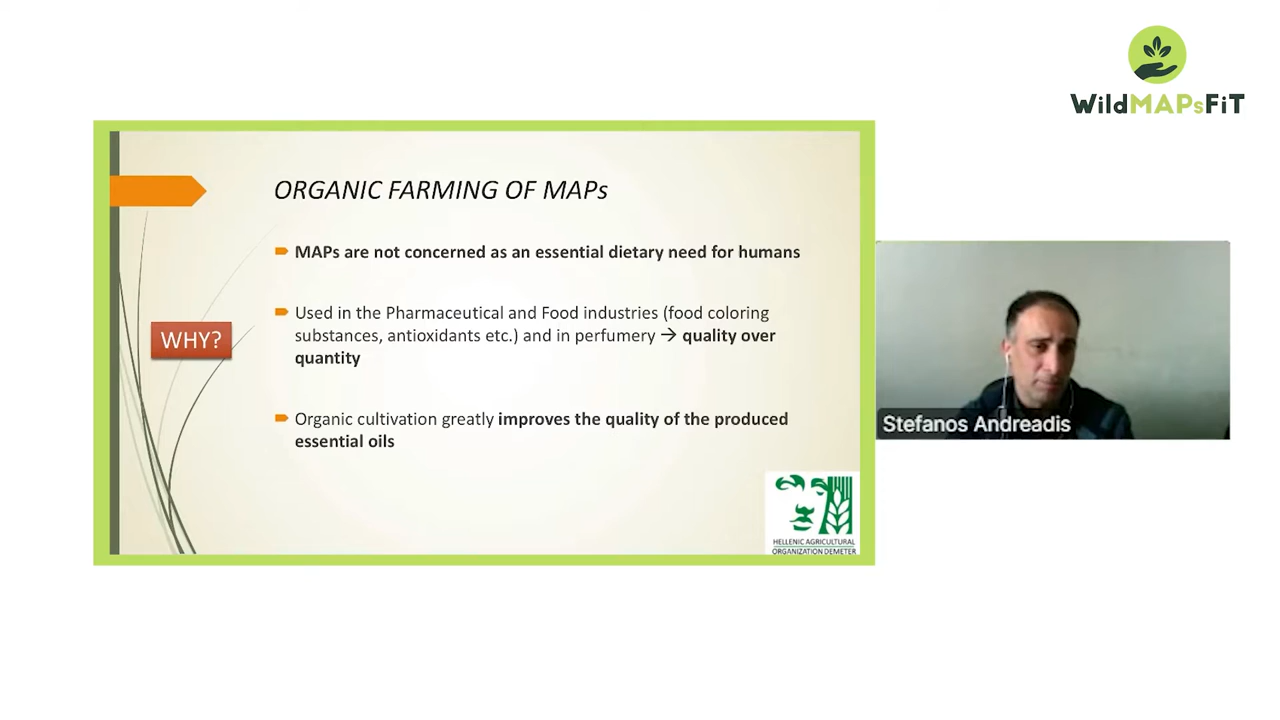 WildMAPsFiT
ORGANIC FARMING OF MAPs
MAPs are not concerned as an essential dietary need for humans
WHY?
Used in the Pharmaceutical and Food industries (food coloring
substances, antioxidants etc.) and in perfumery → quality over
quantity
Organic cultivation greatly improves the quality of the produced
essential oils
HELLENIC AGRICULTURAL
ORGANIZATION DEMETER
Stefanos Andreadis